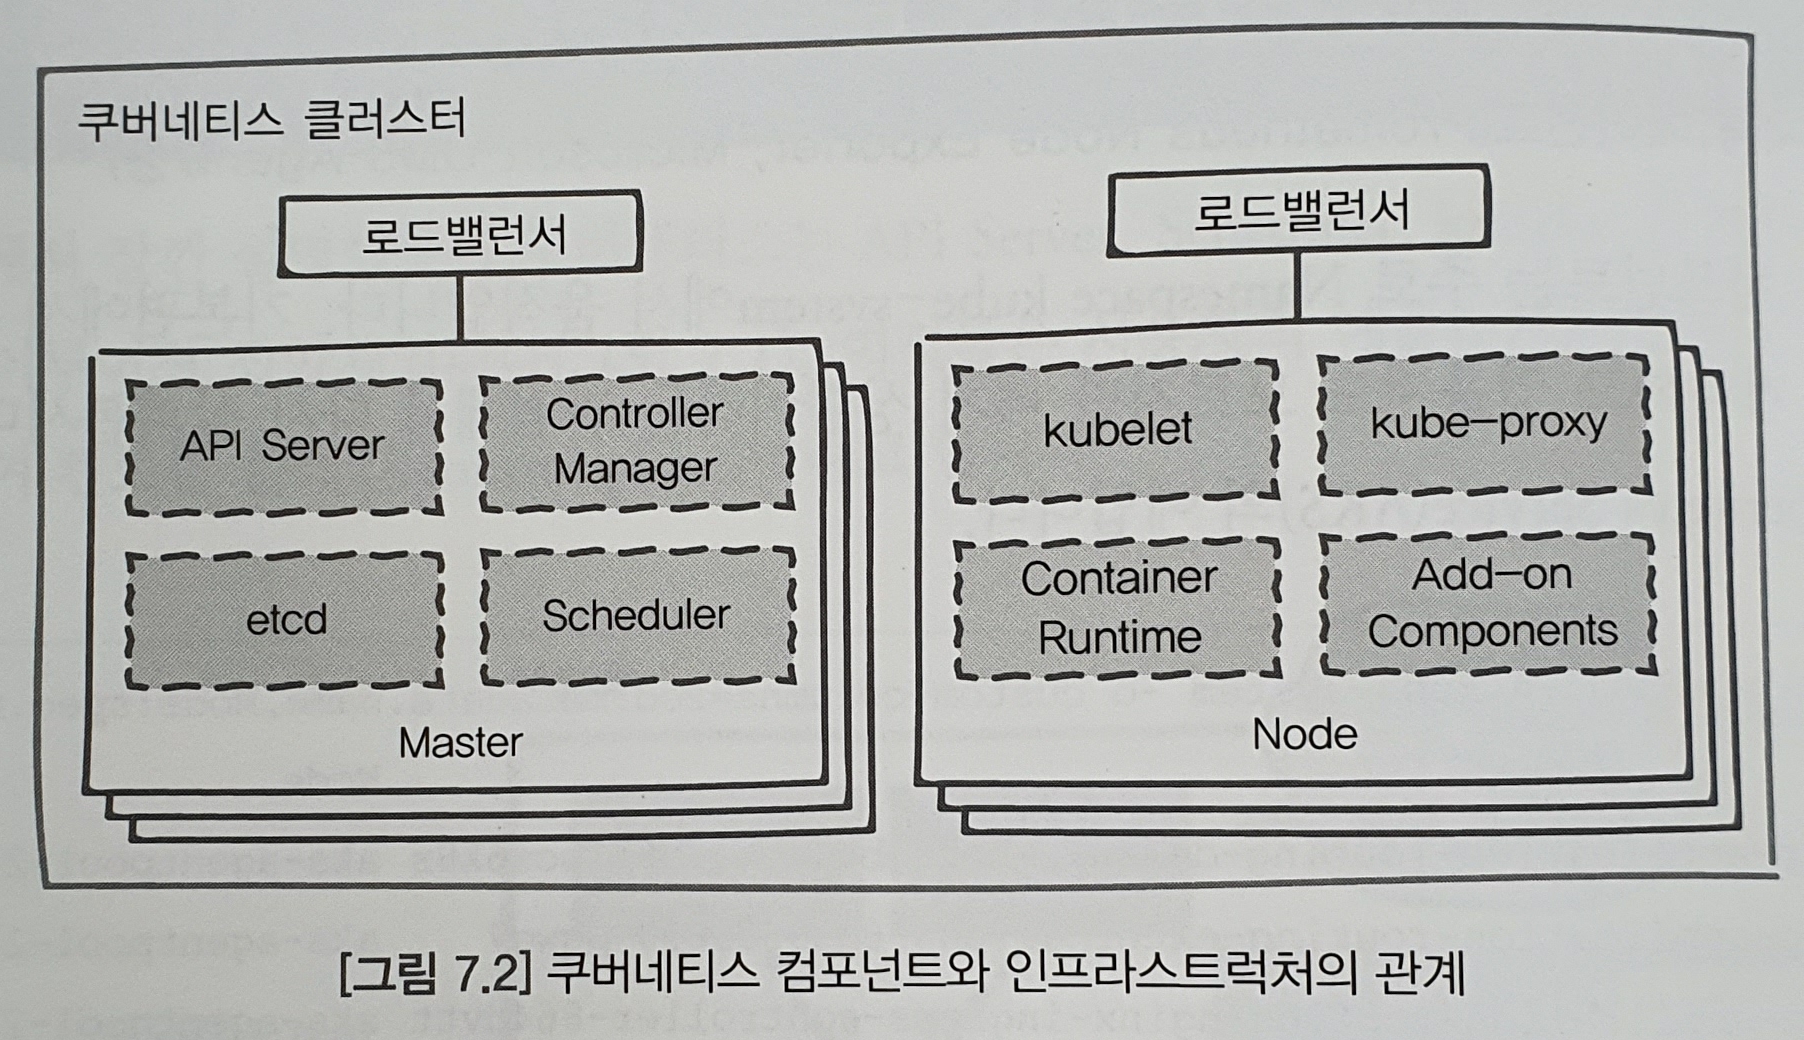 쿠버네티스 클러스터
로드밸런서
API Server
Controller
Manager
etcd
Scheduler
Master
로드밸런서
kubelet
kube-proxy
Container
Runtime
Add-on
Components
Node
[그림 7.2] 쿠버네티스 컴포넌트와 인프라스트럭처의 관계